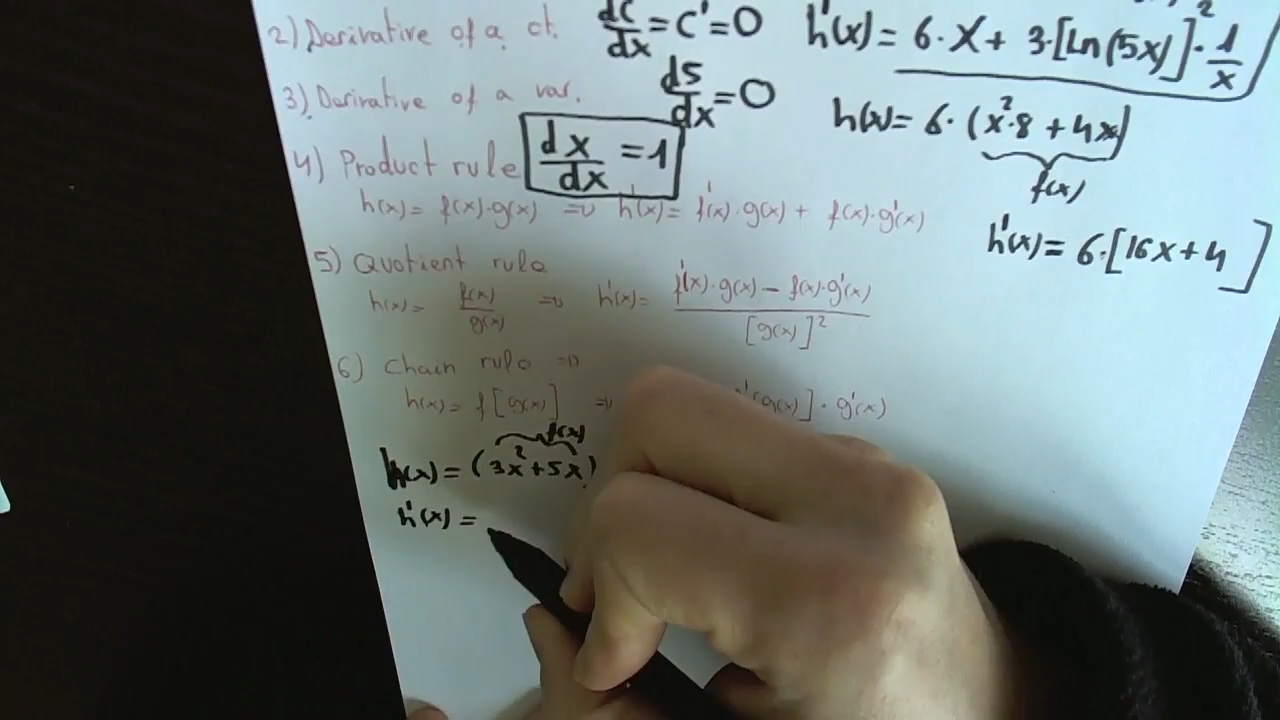 2) Derivative of a ct. dc/dx = C' = 0
h'(x) = 6·x + 3·[Ln(5x)]²·1/x
3) Derivative of a var. d5/dx = 0
h(x) = 6·(x²·8 + 4x)
f(x)
4) Product rule dx/dx = 1
h(x) = f(x)·g(x) => h'(x) = f'(x)·g(x) + f(x)·g'(x)
h'(x) = 6·[16x + 4]
5) Quotient rule
h(x) = f(x)/g(x) => h'(x) = f'(x)·g(x) − f(x)·g'(x)/[g(x)]²
6) Chain rule =>
h(x) = f[g(x)] => g(x)]·g'(x)
f(x)
h(x) = (3x² + 5x)
h'(x) =